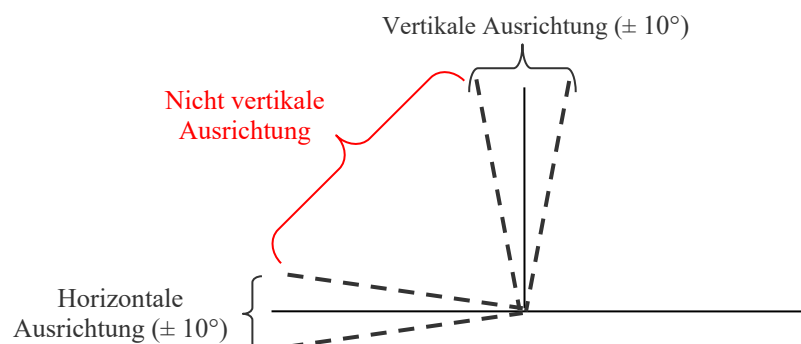 Vertikale Ausrichtung (± 10°)
Nicht vertikale
Ausrichtung
Horizontale
Ausrichtung (± 10°)